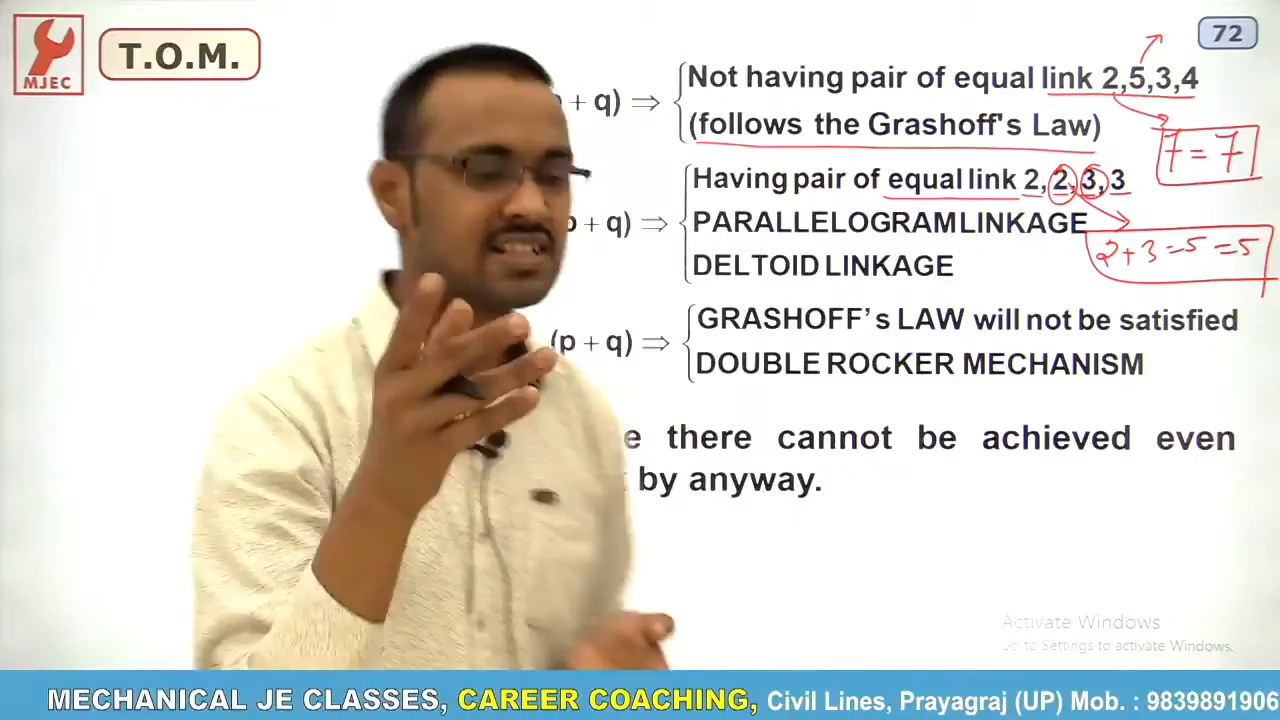 MJEC
T.O.M.
72
+ q) ⇒ Not having pair of equal link 2,5,3,4
(follows the Grashoff's Law)
7 = 7
+ q) ⇒ Having pair of equal link 2, 2, 3, 3
PARALLELOGRAM LINKAGE
DELTOID LINKAGE
2+3=5 =5
(p + q) ⇒ GRASHOFF's LAW will not be satisfied
DOUBLE ROCKER MECHANISM
there cannot be achieved even
by anyway.
Activate Windows
Go to Settings to activate Windows.
MECHANICAL JE CLASSES, CAREER COACHING, Civil Lines, Prayagraj (UP) Mob. : 9839891906